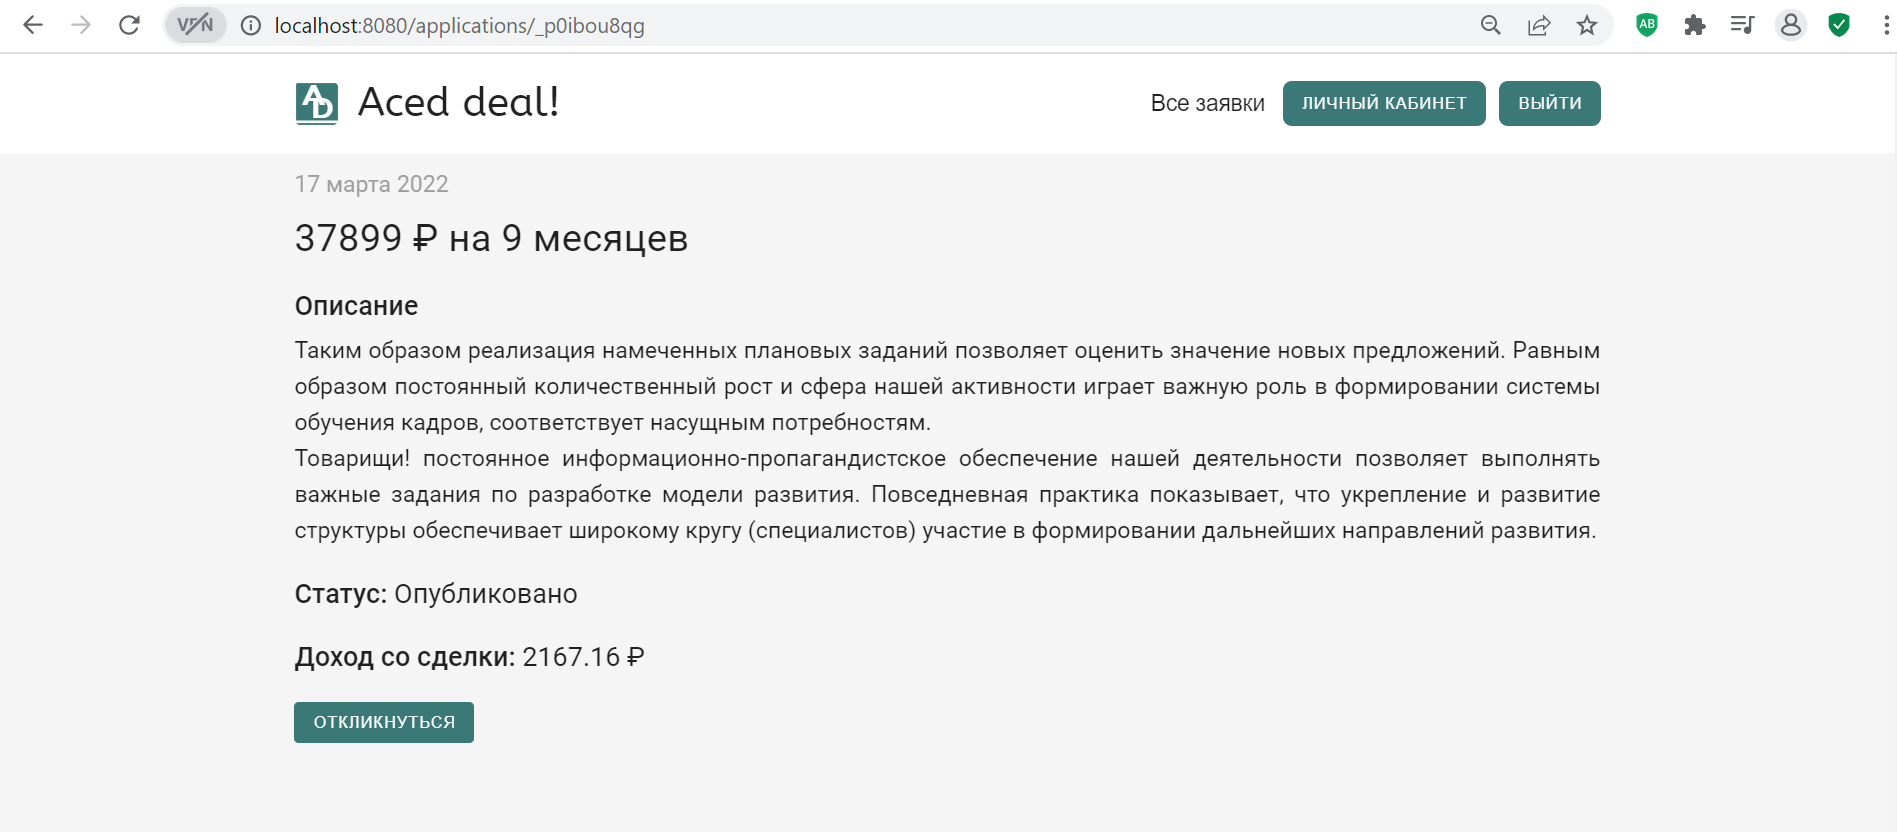 VPN localhost:8080/applications/_p0ibou8qg AB
AD Aced deal! Все заявки ЛИЧНЫЙ КАБИНЕТ ВЫЙТИ
17 марта 2022
37899 ₽ на 9 месяцев
Описание
Таким образом реализация намеченных плановых заданий позволяет оценить значение новых предложений. Равным
образом постоянный количественный рост и сфера нашей активности играет важную роль в формировании системы
обучения кадров, соответствует насущным потребностям.
Товарищи! постоянное информационно-пропагандистское обеспечение нашей деятельности позволяет выполнять
важные задания по разработке модели развития. Повседневная практика показывает, что укрепление и развитие
структуры обеспечивает широкому кругу (специалистов) участие в формировании дальнейших направлений развития.
Статус: Опубликовано
Доход со сделки: 2167.16 ₽
ОТКЛИКНУТЬСЯ